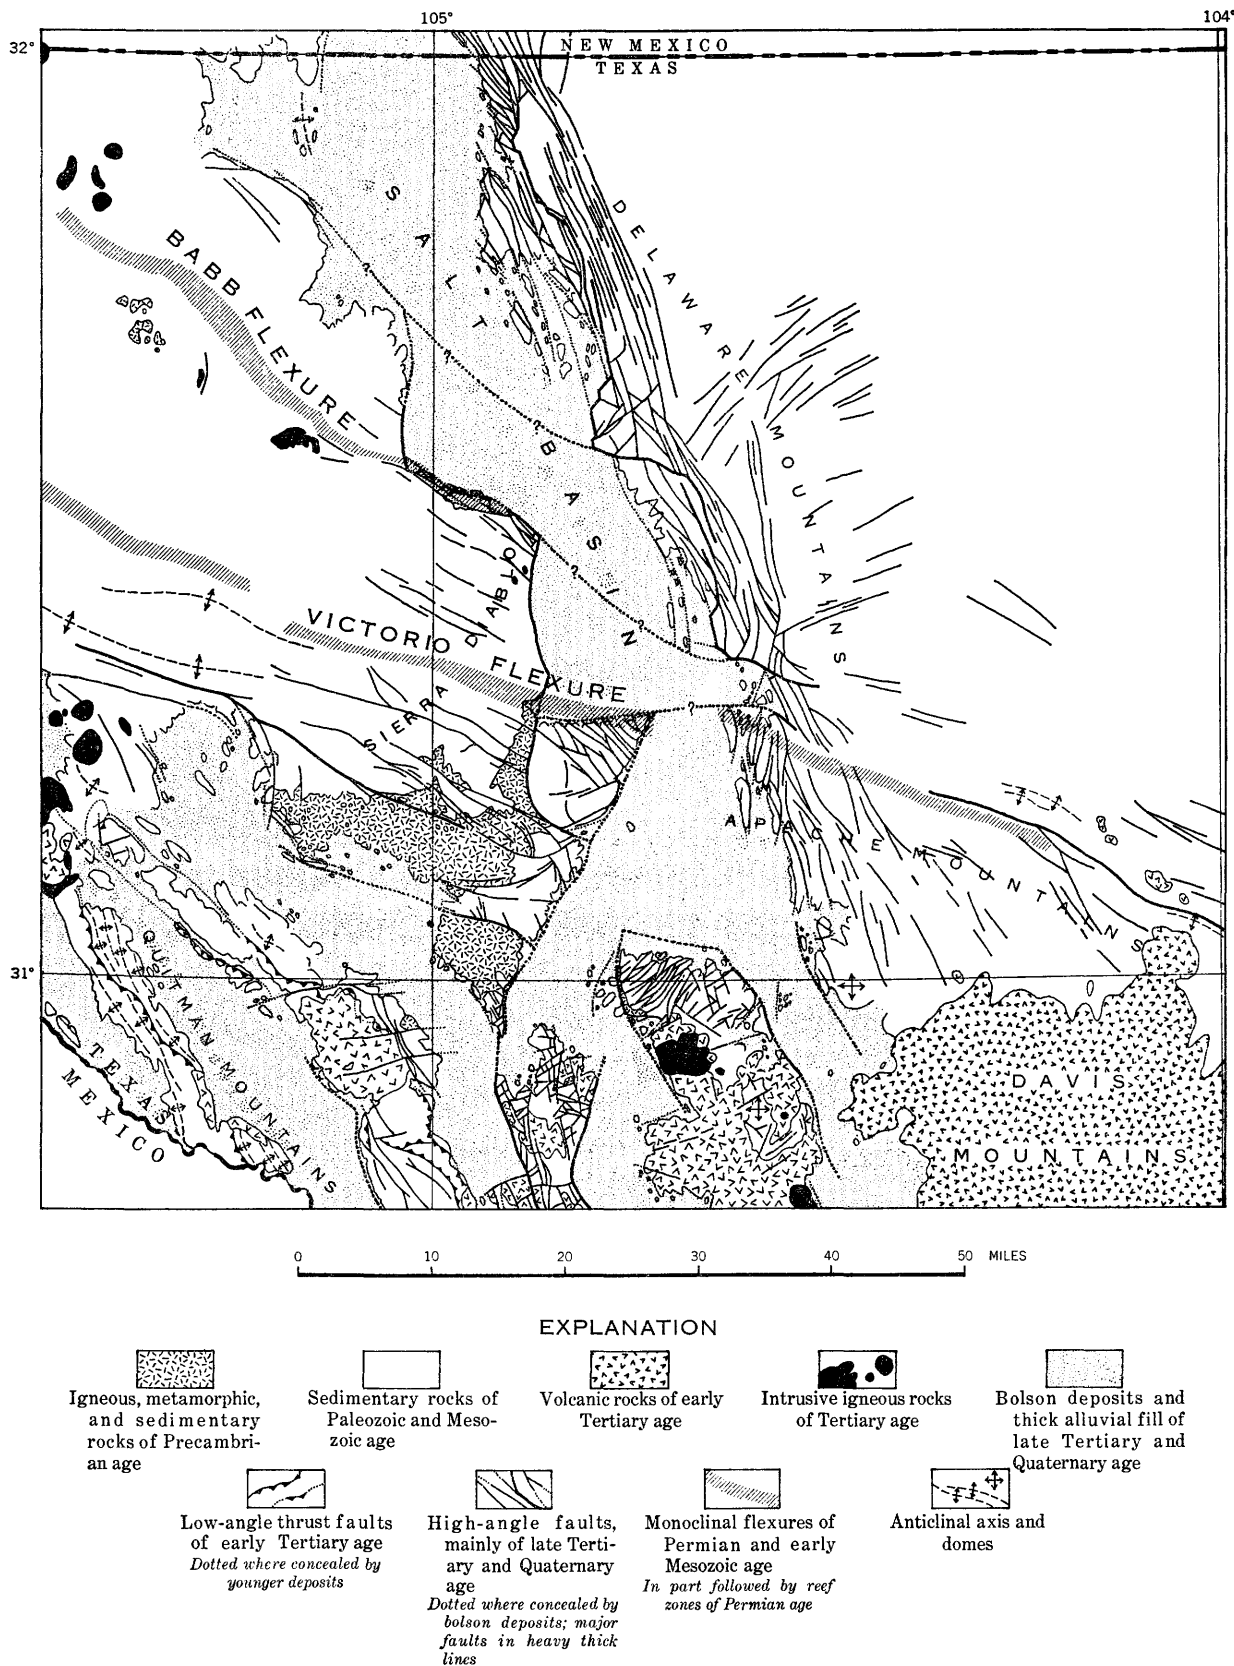 105°
104°
32°
NEW MEXICO
TEXAS
SALT BASIN
DELAWARE MOUNTAINS
BABB FLEXURE
SIERRA DIABLO
VICTORIO FLEXURE
APACHE MOUNTAINS
31°
QUITMAN MOUNTAINS
TEXAS
MEXICO
DAVIS
MOUNTAINS
?
?
?
?
?
?
0 10 20 30 40 50 MILES
EXPLANATION
Igneous, metamorphic,
and sedimentary
rocks of Precambri-
an age
Sedimentary rocks of
Paleozoic and Meso-
zoic age
Volcanic rocks of early
Tertiary age
Intrusive igneous rocks
of Tertiary age
Bolson deposits and
thick alluvial fill of
late Tertiary and
Quaternary age
Low-angle thrust faults
of early Tertiary age
Dotted where concealed by
younger deposits
High-angle faults,
mainly of late Terti-
ary and Quaternary
age
Dotted where concealed by
bolson deposits; major
faults in heavy thick
lines
Monoclinal flexures of
Permian and early
Mesozoic age
In part followed by reef
zones of Permian age
Anticlinal axis and
domes